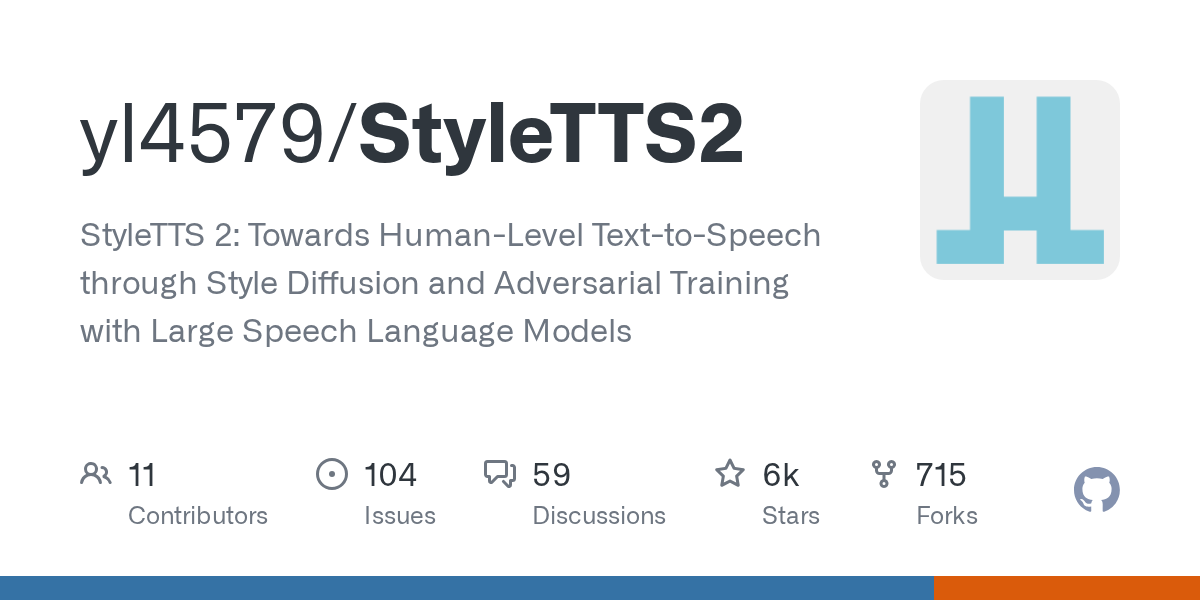 yl4579/StyleTTS2
StyleTTS 2: Towards Human-Level Text-to-Speech
through Style Diffusion and Adversarial Training
with Large Speech Language Models
11 104 59 6k 715
Contributors Issues Discussions Stars Forks